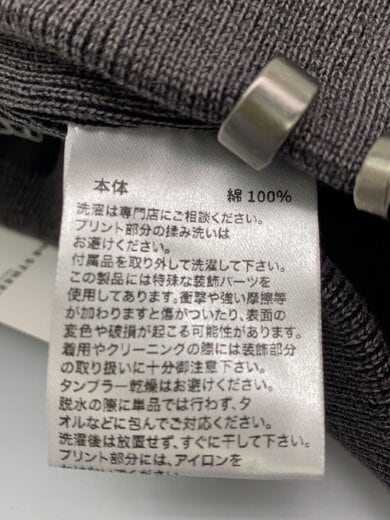 本体 綿 100%
洗濯は専門店にご相談ください。
プリント部分の揉み洗いは
お避けください。
付属品を取り外して洗濯して下さい。
この製品には特殊な装飾パーツを
使用してあります。衝撃や強い摩擦等
が加わりますと傷がついたり、表面の
変色や破損が起こる可能性があります。
着用やクリーニングの際には装飾部分
の取り扱いに十分御注意下さい。
タンブラー乾燥はお避けください。
脱水の際に単品では行わず、タ
オルなどに包んでご対応ください。
洗濯後は放置せず、すぐに干して下さい。
プリント部分には、アイロンを